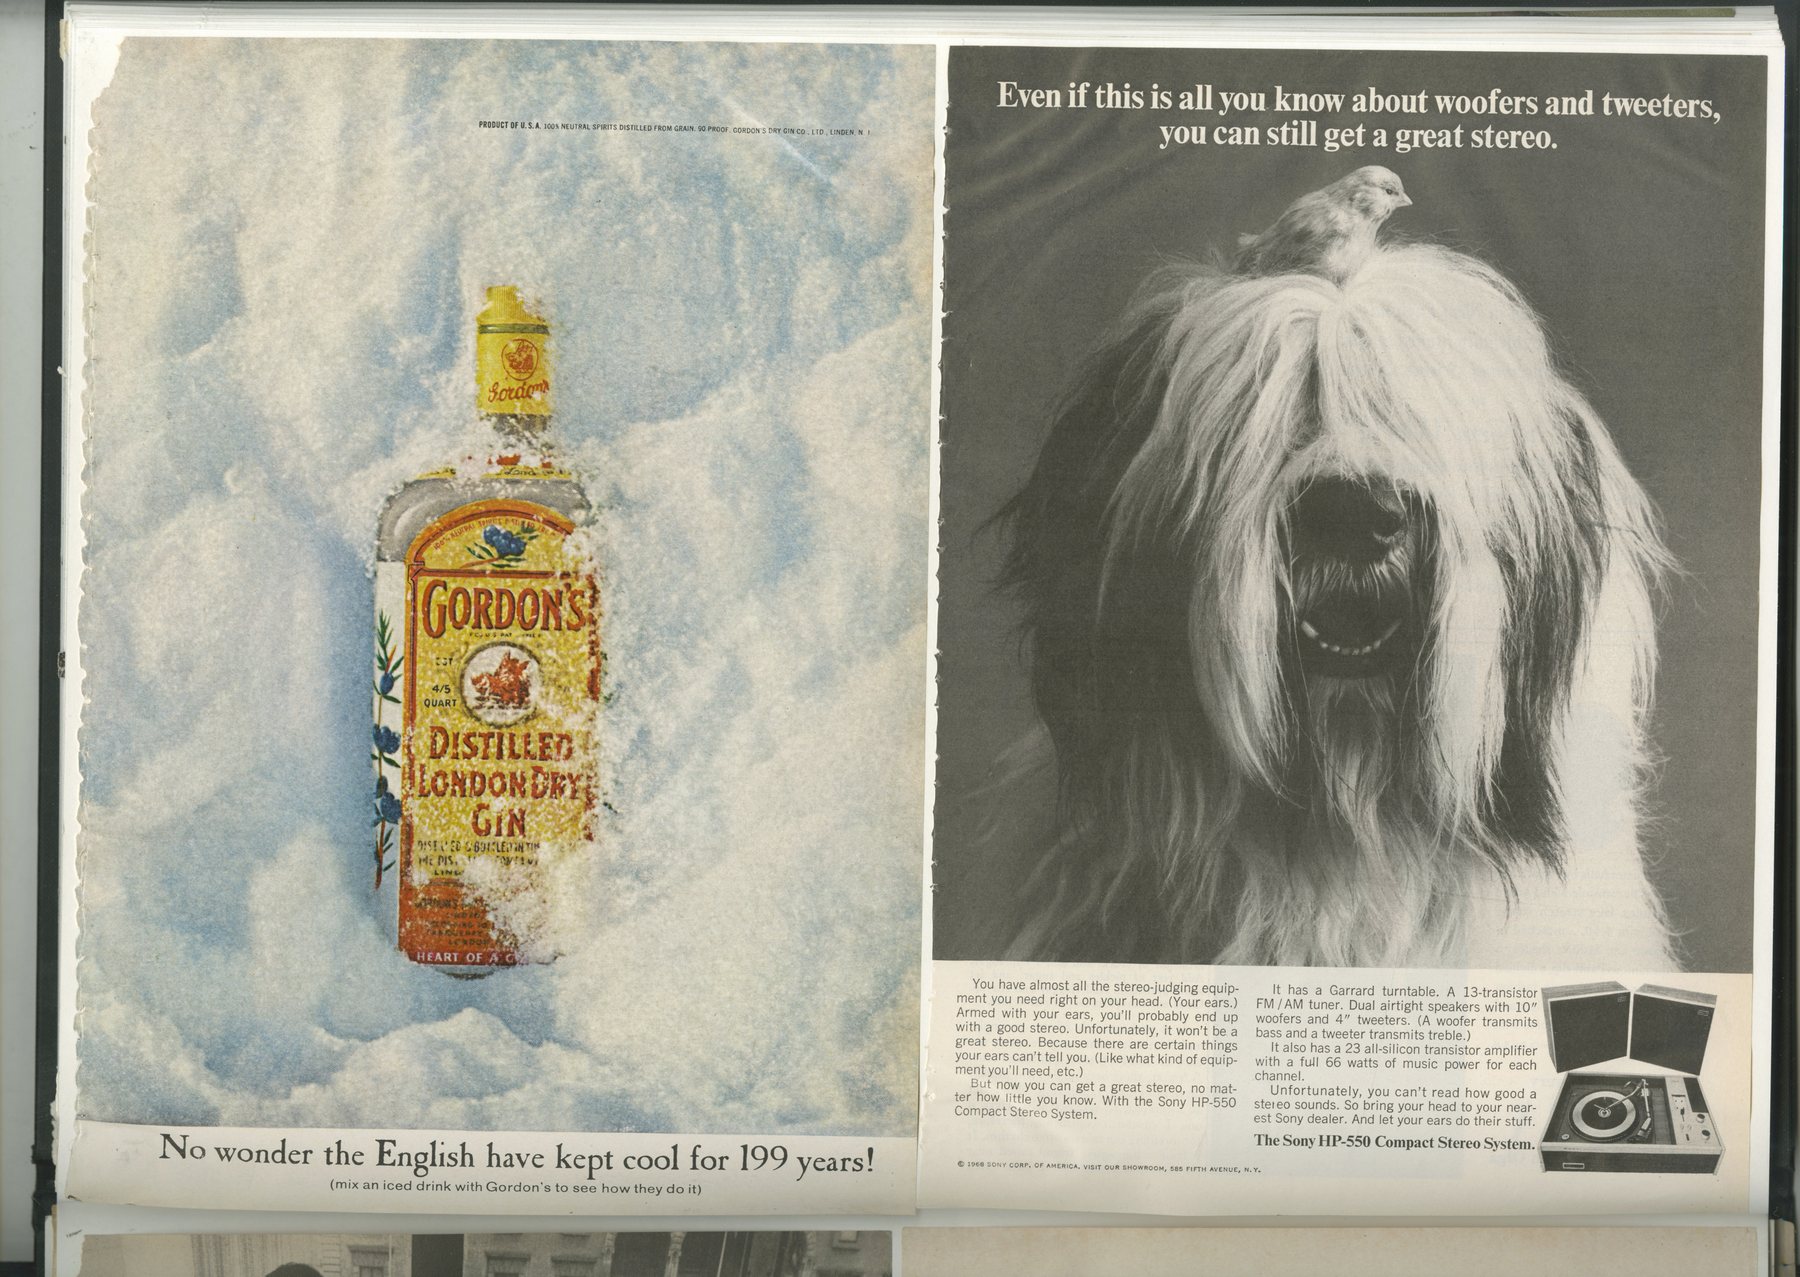 PRODUCT OF U.S.A. 100% NEUTRAL SPIRITS DISTILLED FROM GRAIN. 90 PROOF. GORDON'S DRY GIN CO., LTD., LINDEN, N.
Gordon's
100% NEUTRAL SPIRITS
GORDON'S
EST
4/5
QUART
DISTILLED
LONDON DRY
GIN
HEART OF A
No wonder the English have kept cool for 199 years!
(mix an iced drink with Gordon's to see how they do it)
Even if this is all you know about woofers and tweeters,
you can still get a great stereo.
You have almost all the stereo-judging equip-
ment you need right on your head. (Your ears.)
Armed with your ears, you'll probably end up
with a good stereo. Unfortunately, it won't be a
great stereo. Because there are certain things
your ears can't tell you. (Like what kind of equip-
ment you'll need, etc.)
But now you can get a great stereo, no mat-
ter how little you know. With the Sony HP-550
Compact Stereo System.
It has a Garrard turntable. A 13-transistor
FM/AM tuner. Dual airtight speakers with 10"
woofers and 4" tweeters. (A woofer transmits
bass and a tweeter transmits treble.)
It also has a 23 all-silicon transistor amplifier
with a full 66 watts of music power for each
channel.
Unfortunately, you can't read how good a
stereo sounds. So bring your head to your near-
est Sony dealer. And let your ears do their stuff.
The Sony HP-550 Compact Stereo System.
© 1968 SONY CORP. OF AMERICA. VISIT OUR SHOWROOM, 585 FIFTH AVENUE, N.Y.